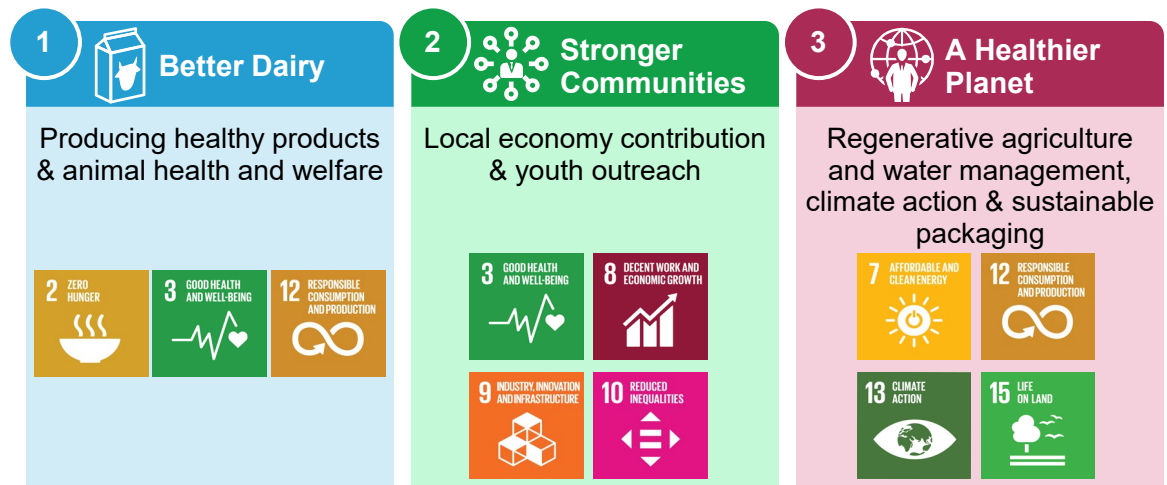 1
Better Dairy
Producing healthy products
& animal health and welfare
2 ZERO
HUNGER
3 GOOD HEALTH
AND WELL-BEING
12 RESPONSIBLE
CONSUMPTION
AND PRODUCTION
2
Stronger
Communities
Local economy contribution
& youth outreach
3 GOOD HEALTH
AND WELL-BEING
8 DECENT WORK AND
ECONOMIC GROWTH
9 INDUSTRY, INNOVATION
AND INFRASTRUCTURE
10 REDUCED
INEQUALITIES
3
A Healthier
Planet
Regenerative agriculture
and water management,
climate action & sustainable
packaging
7 AFFORDABLE AND
CLEAN ENERGY
12 RESPONSIBLE
CONSUMPTION
AND PRODUCTION
13 CLIMATE
ACTION
15 LIFE
ON LAND